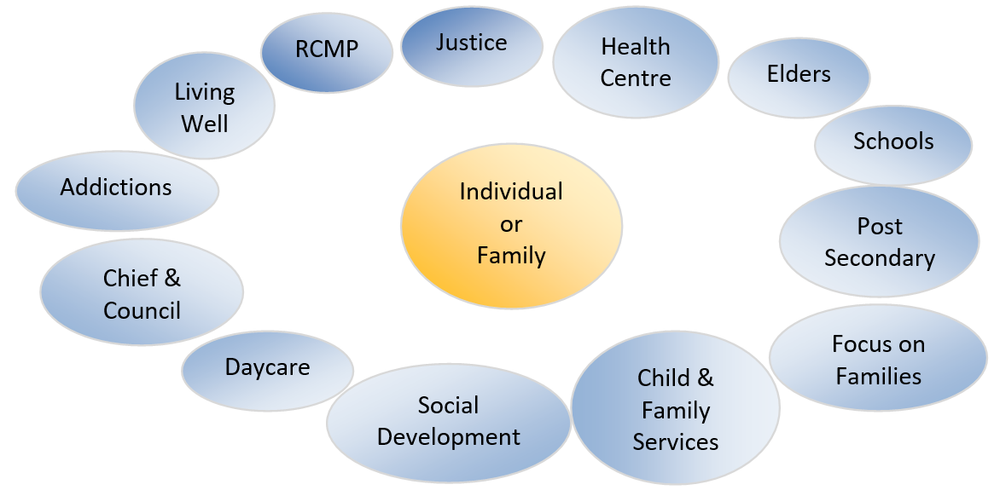 RCMP
Justice
Health
Centre
Elders
Living
Well
Schools
Addictions
Individual
or
Family
Post
Secondary
Chief &
Council
Focus on
Families
Daycare
Child &
Family
Services
Social
Development